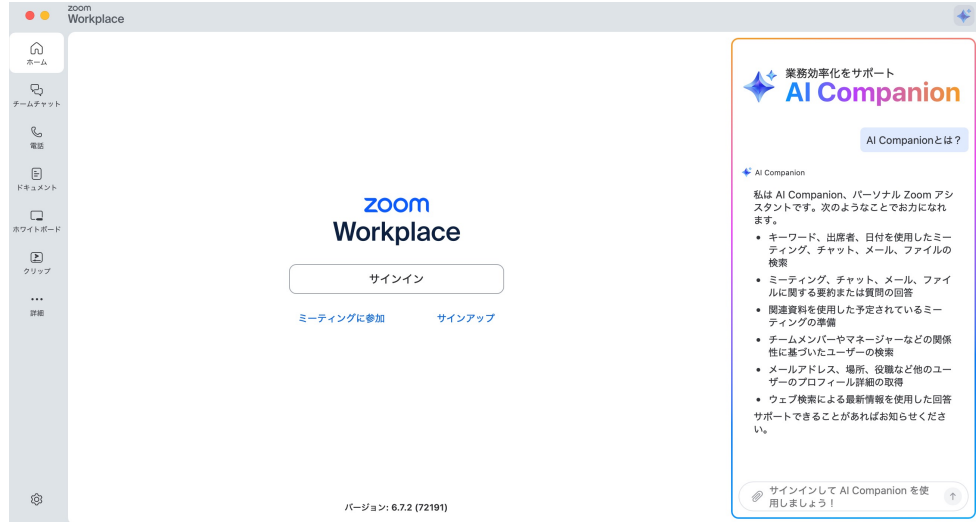 zoom
Workplace
ホーム
チームチャット
電話
ドキュメント
ホワイトボード
クリップ
詳細
zoom
Workplace
サインイン
ミーティングに参加
サインアップ
バージョン: 6.7.2 (72191)
業務効率化をサポート
AI Companion
AI Companionとは？
AI Companion
私は AI Companion、パーソナル Zoom アシ
スタントです。次のようなことでお力になれ
ます。
• キーワード、出席者、日付を使用したミー
ティング、チャット、メール、ファイルの
検索
• ミーティング、チャット、メール、ファイ
ルに関する要約または質問の回答
• 関連資料を使用した予定されているミー
ティングの準備
• チームメンバーやマネージャーなどの関係
性に基づいたユーザーの検索
• メールアドレス、場所、役職など他のユー
ザーのプロフィール詳細の取得
• ウェブ検索による最新情報を使用した回答
サポートできることがあればお知らせくださ
い。
サインインして AI Companion を使
用しましょう！